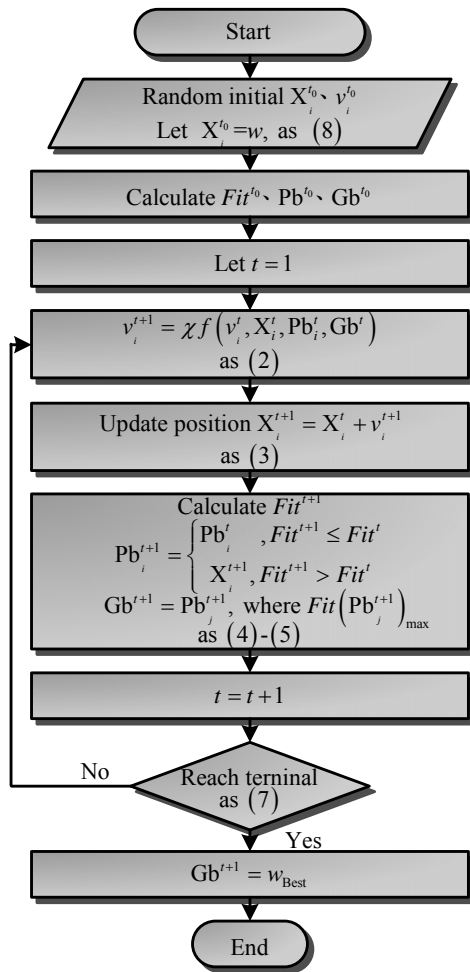 Start
Random initial X_i^{t_0}、v_i^{t_0}
Let X_i^{t_0}=w, as (8)
Calculate Fit^{t_0}、Pb^{t_0}、Gb^{t_0}
Let t = 1
v_i^{t+1} = χf(v_i^t, X_i^t, Pb_i^t, Gb^t)
as (2)
Update position X_i^{t+1} = X_i^t + v_i^{t+1}
as (3)
Calculate Fit^{t+1}
Pb_i^{t+1} = { Pb_i^t , Fit^{t+1} ≤ Fit^t
X_i^{t+1}, Fit^{t+1} > Fit^t
Gb^{t+1} = Pb_j^{t+1}, where Fit(Pb_j^{t+1})_{max}
as (4)-(5)
t = t+1
No
Reach terninal
as (7)
Yes
Gb^{t+1} = w_{Best}
End